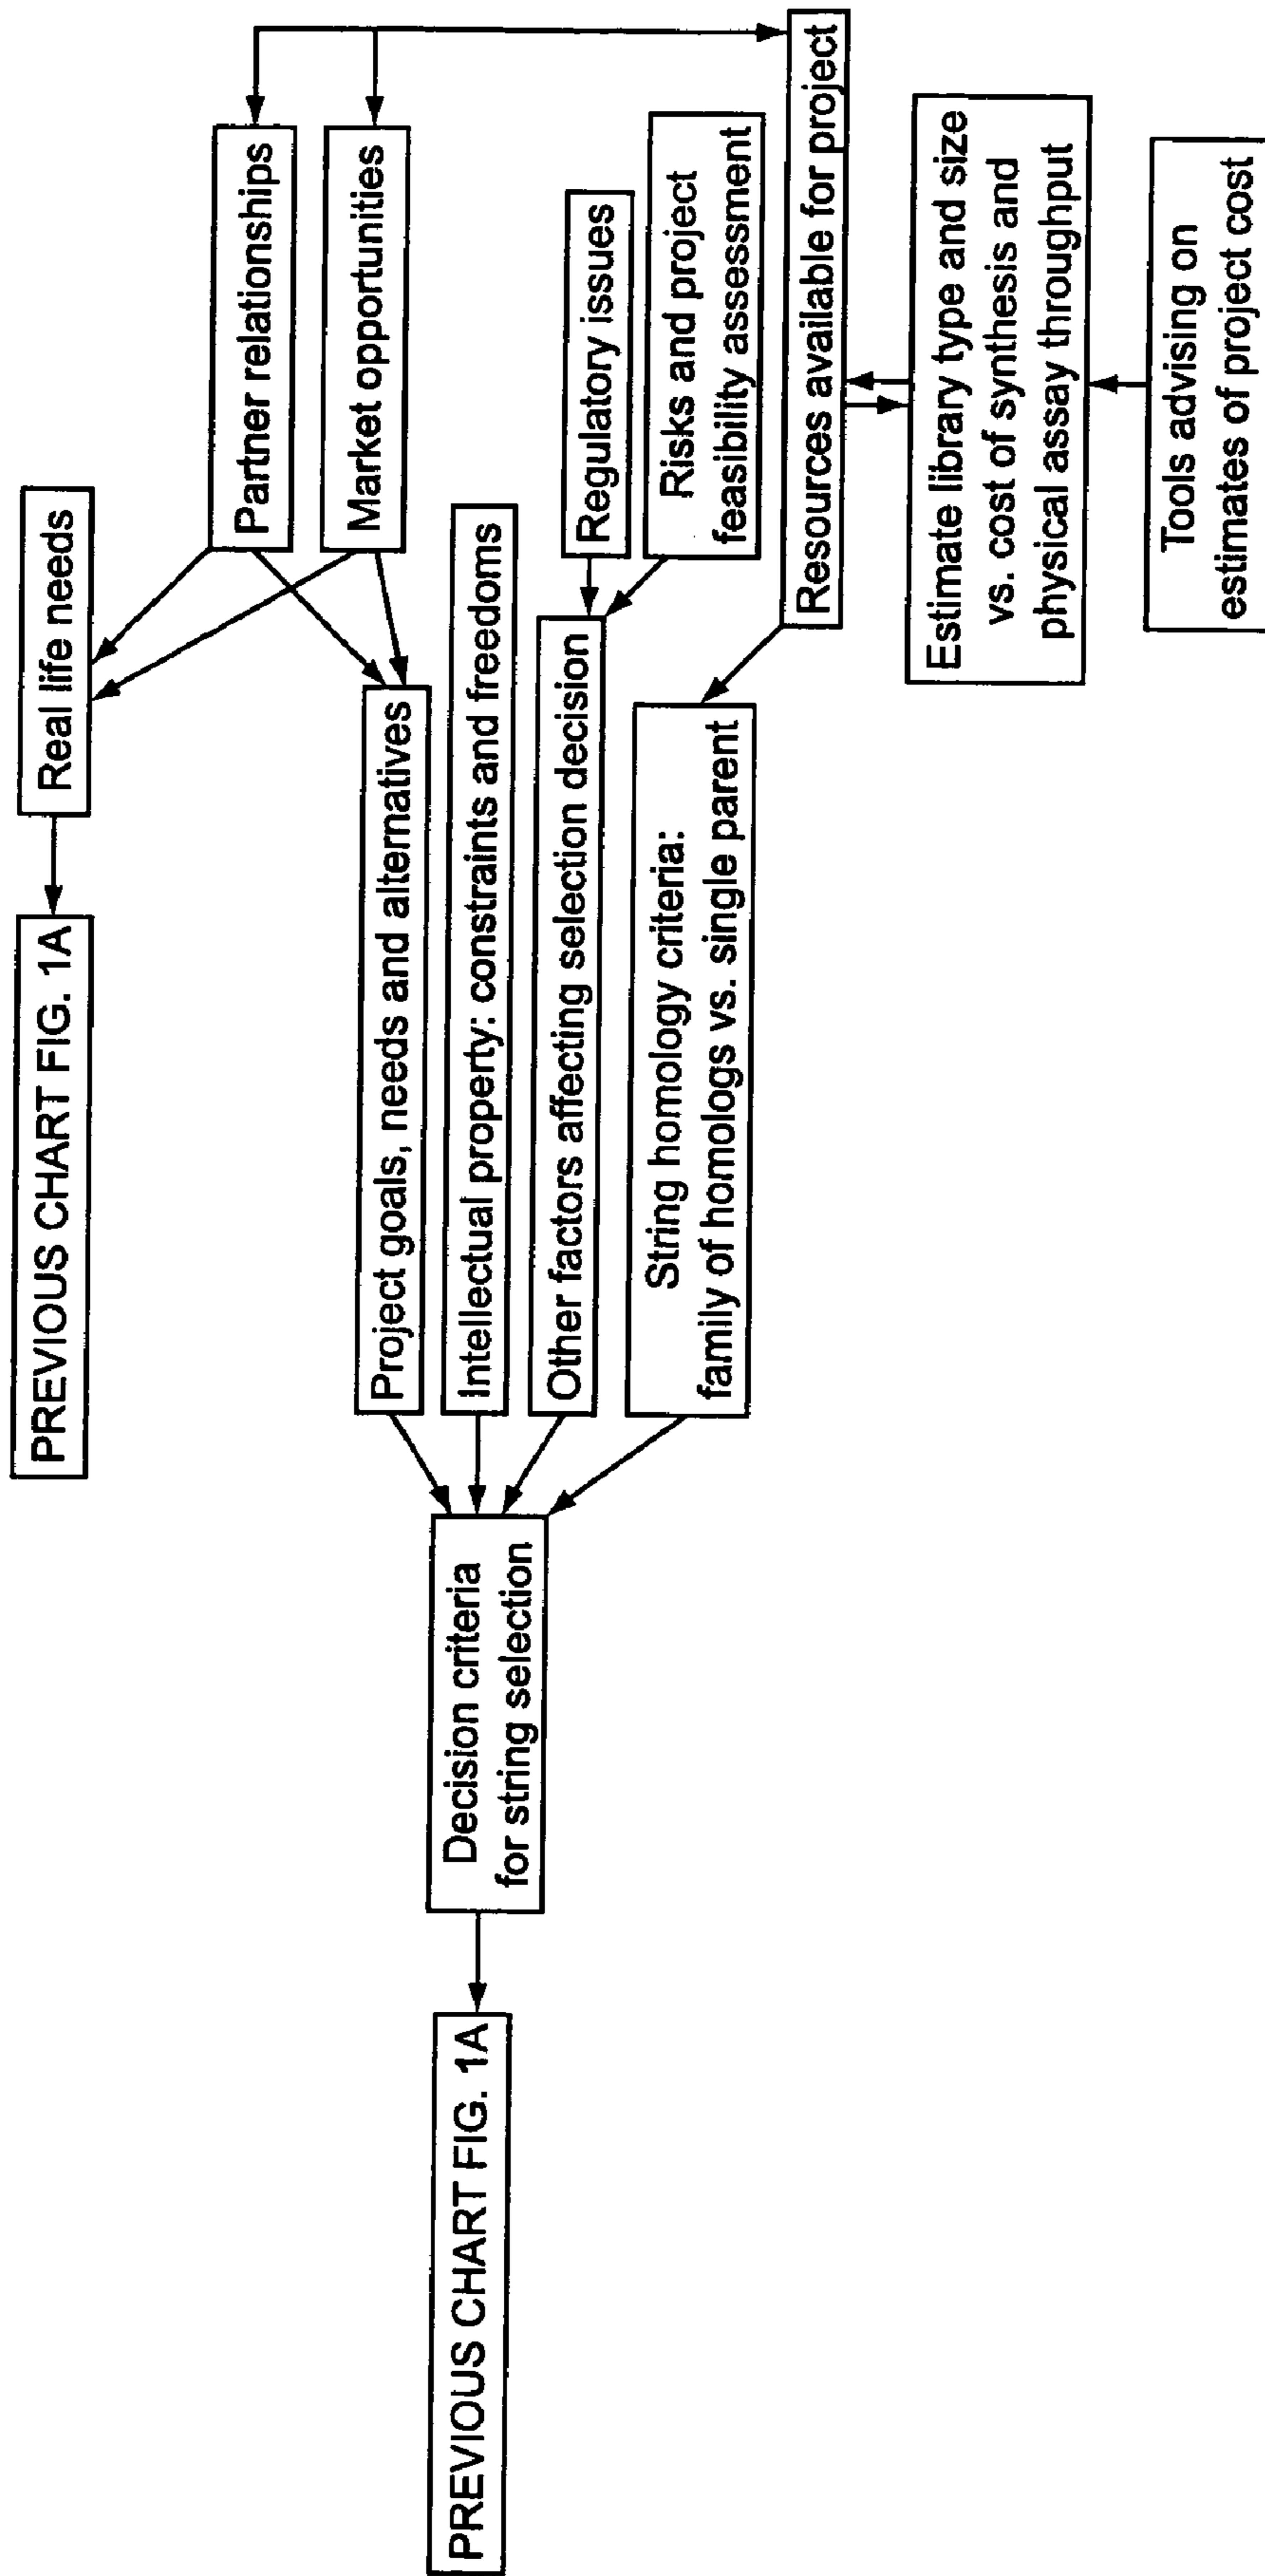 PREVIOUS CHART FIG. 1A
Real life needs
Partner relationships
Market opportunities
Project goals, needs and alternatives
Intellectual property: constraints and freedoms
Regulatory issues
Other factors affecting selection decision
Risks and project
feasibility assessment
String homology criteria:
family of homologs vs. single parent
Decision criteria
for string selection
PREVIOUS CHART FIG. 1A
Resources available for project
Estimate library type and size
vs. cost of synthesis and
physical assay throughput
Tools advising on
estimates of project cost